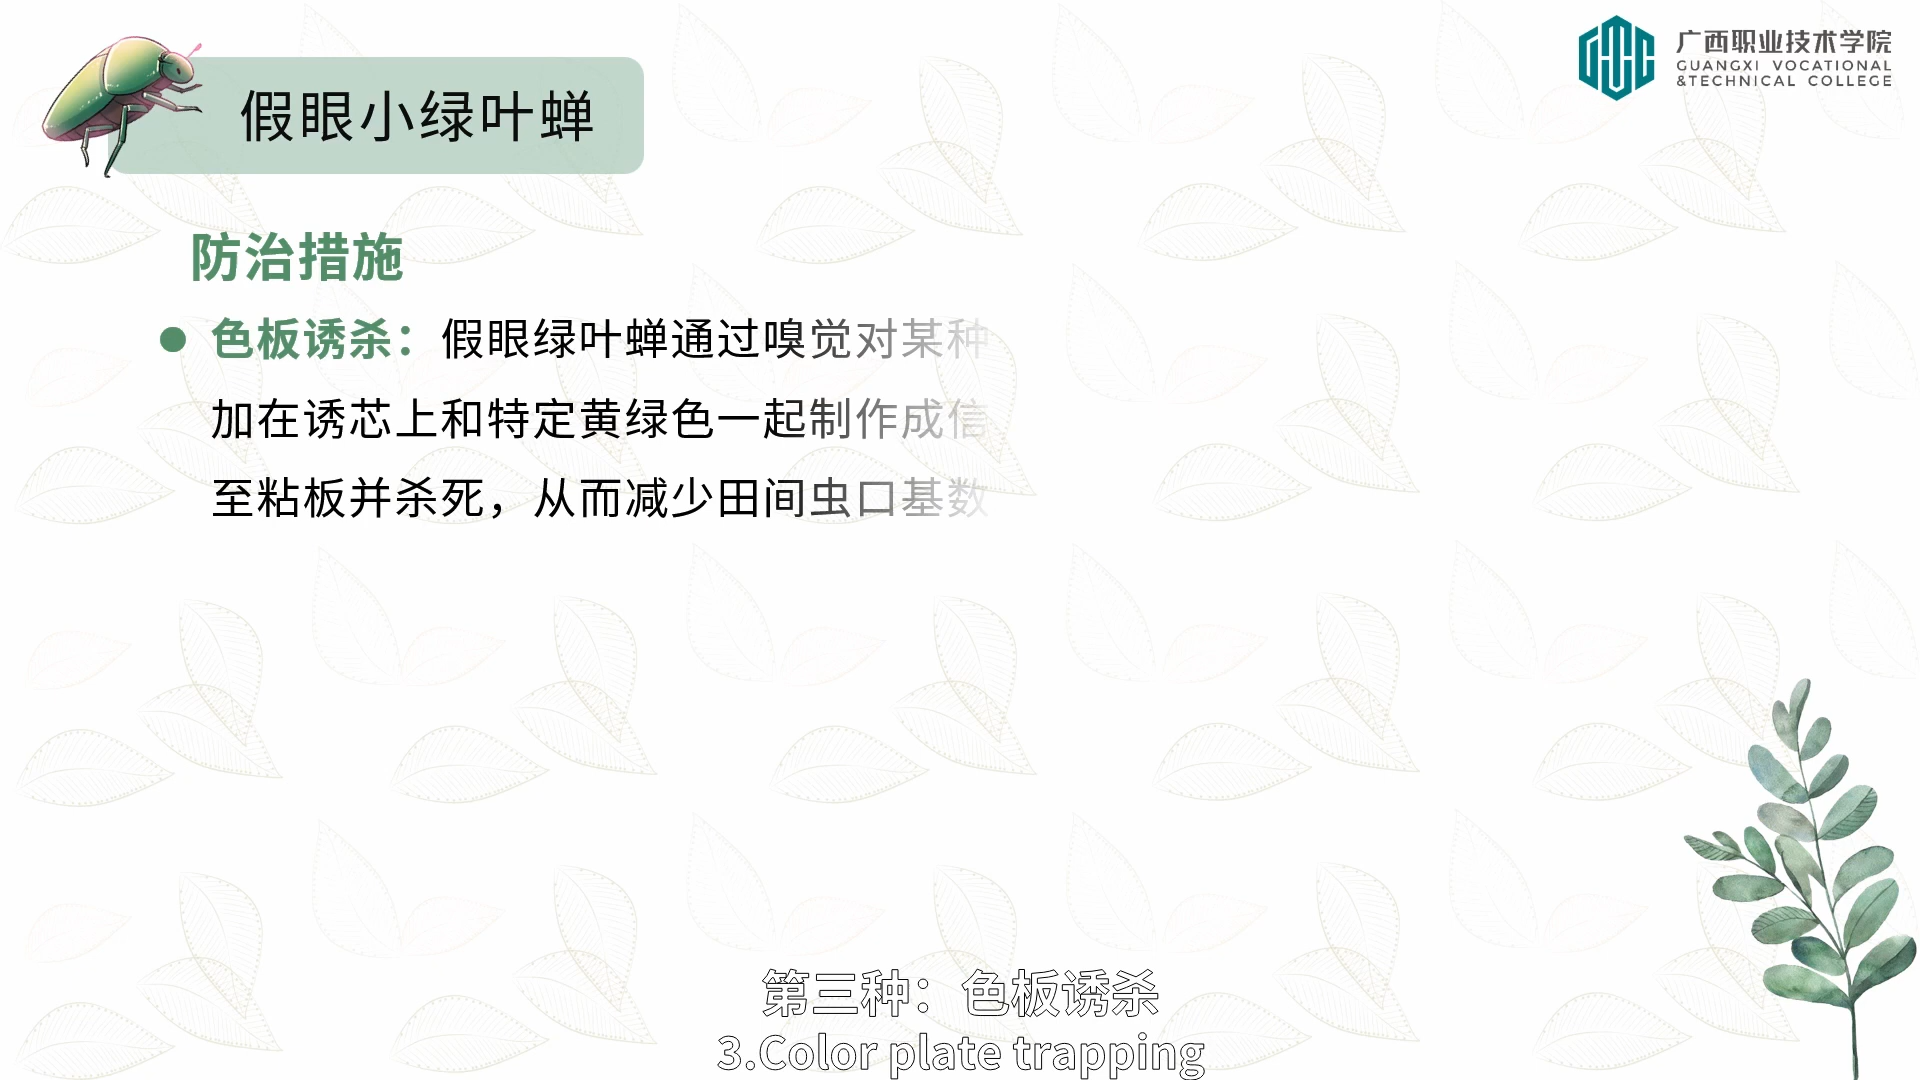 假眼小绿叶蝉
广西职业技术学院
GUANGXI VOCATIONAL
&TECHNICAL COLLEGE
防治措施
色板诱杀：假眼绿叶蝉通过嗅觉对某种
加在诱芯上和特定黄绿色一起制作成信
至粘板并杀死，从而减少田间虫口基数
第三种：色板诱杀
3.Color plate trapping